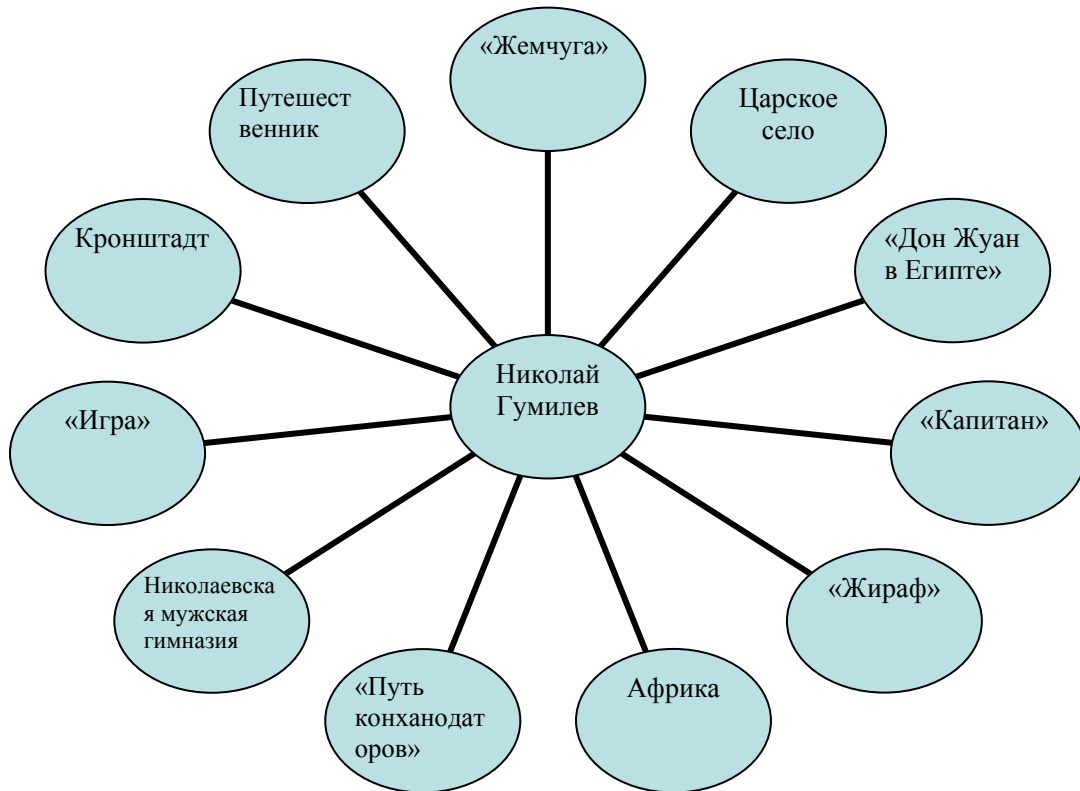 «Жемчуга»
Царское
село
«Дон Жуан
в Египте»
«Капитан»
«Жираф»
Африка
«Путь
конханодат
оров»
Николаевска
я мужская
гимназия
«Игра»
Кронштадт
Путешест
венник
Николай
Гумилев